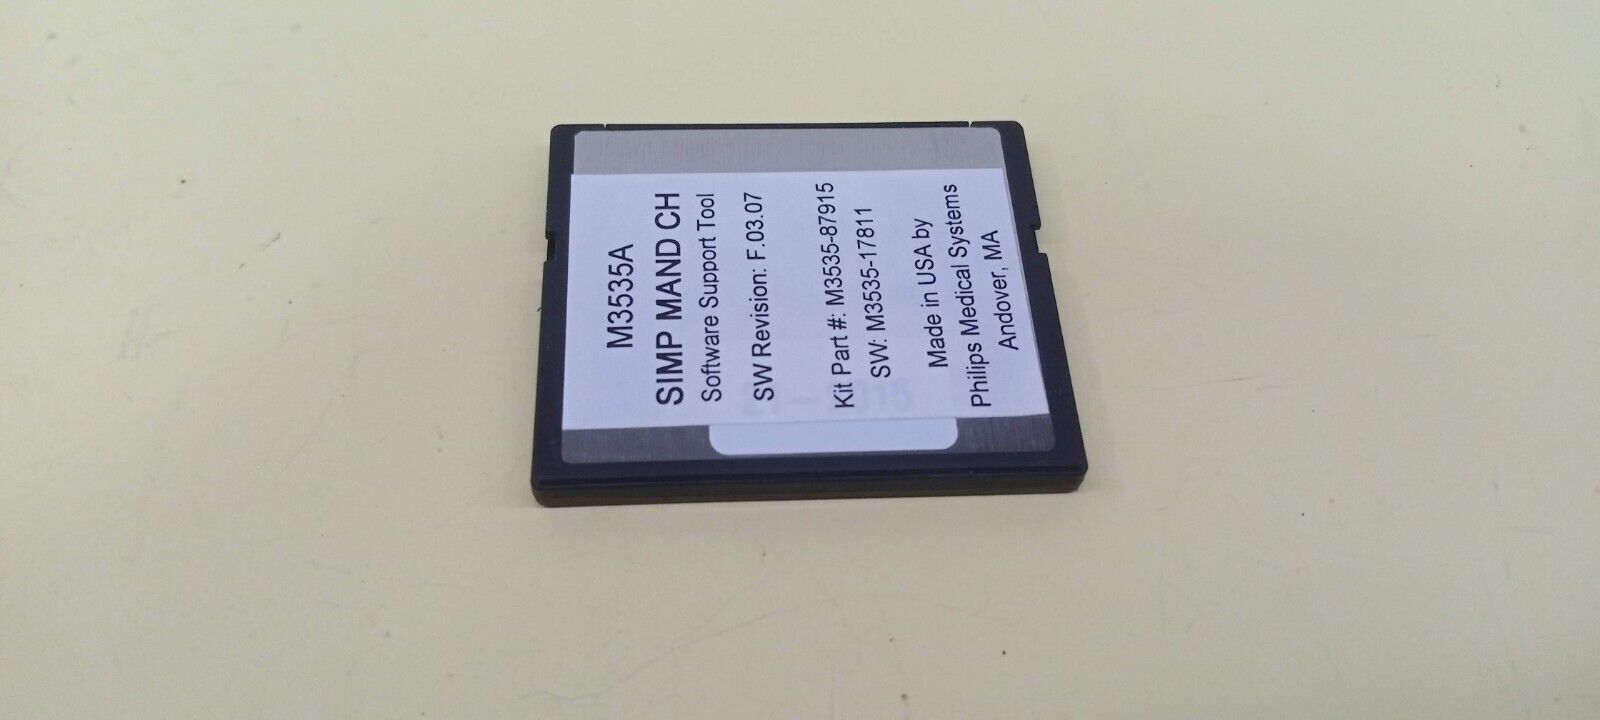 M3535A
SIMP MAND CH
Software Support Tool
SW Revision: F.03.07
Kit Part #: M3535-87915
SW: M3535-17811
Made in USA by
Philips Medical Systems
Andover, MA